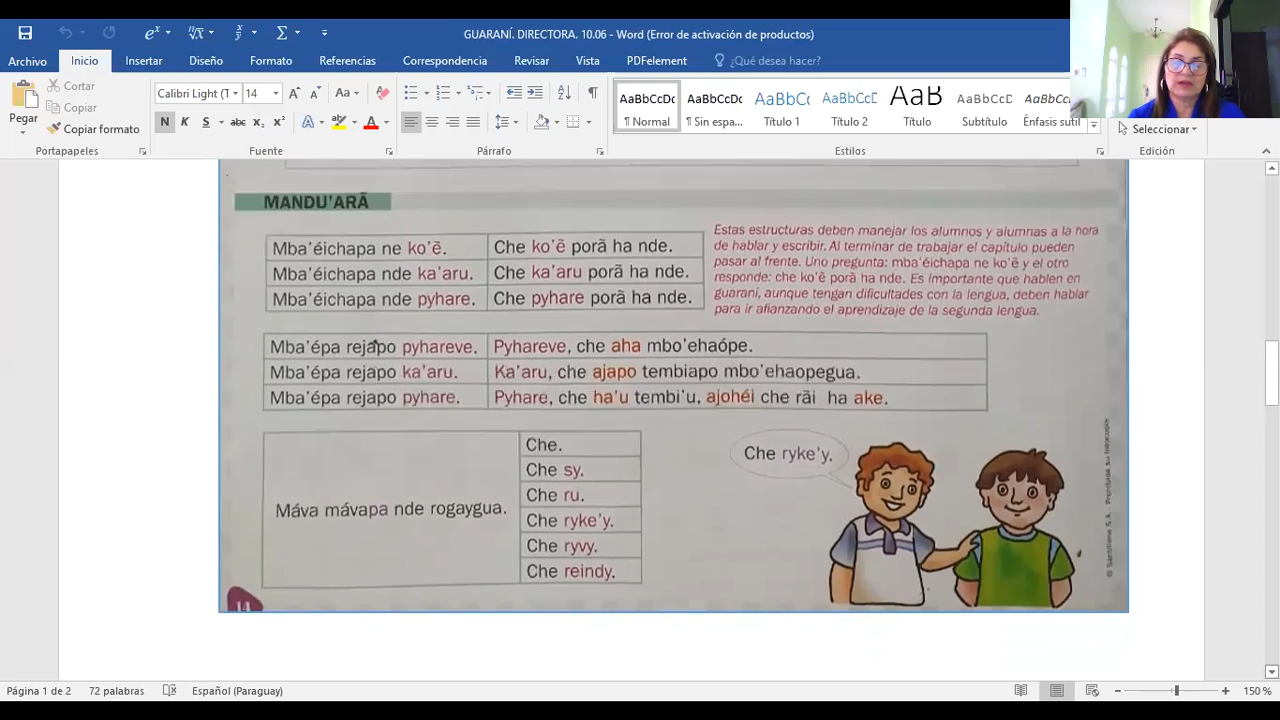 GUARANÍ. DIRECTORA. 10.06 - Word (Error de activación de productos)
Archivo Inicio Insertar Diseño Formato Referencias Correspondencia Revisar Vista PDFelement ¿Qué desea hacer?
Pegar
Cortar
Copiar
Copiar formato
Portapapeles
Calibri Light (T 14
Fuente
Párrafo
AaBbCcDc AaBbCcDc AaBbCc AaBbCcD AaB AaBbCcD AaBbCcD
¶ Normal ¶ Sin espa... Título 1 Título 2 Título Subtítulo Énfasis sutil
Estilos
Seleccionar
Edición
MANDU'ARÃ
Mba'éichapa ne ko'ẽ. Che ko'ẽ porã ha nde.
Mba'éichapa nde ka'aru. Che ka'aru porã ha nde.
Mba'éichapa nde pyhare. Che pyhare porã ha nde.
Estas estructuras deben manejar los alumnos y alumnas a la hora
de hablar y escribir. Al terminar de trabajar el capítulo pueden
pasar al frente. Uno pregunta: mba'éichapa ne ko'ẽ y el otro
responde: che ko'ẽ porã ha nde. Es importante que hablen en
guaraní, aunque tengan dificultades con la lengua, deben hablar
para ir afianzando el aprendizaje de la segunda lengua.
Mba'épa rejapo pyhareve. Pyhareve, che aha mbo'ehaópe.
Mba'épa rejapo ka'aru. Ka'aru, che ajapo tembiapo mbo'ehaopegua.
Mba'épa rejapo pyhare. Pyhare, che ha'u tembi'u, ajohéi che rãi ha ake.
Máva mávapa nde rogaygua.
Che.
Che sy.
Che ru.
Che ryke'y.
Che ryvy.
Che reindy.
Che ryke'y.
© Santillana S.A. Prohibida su fotocopia
14
Página 1 de 2 72 palabras Español (Paraguay) 150 %